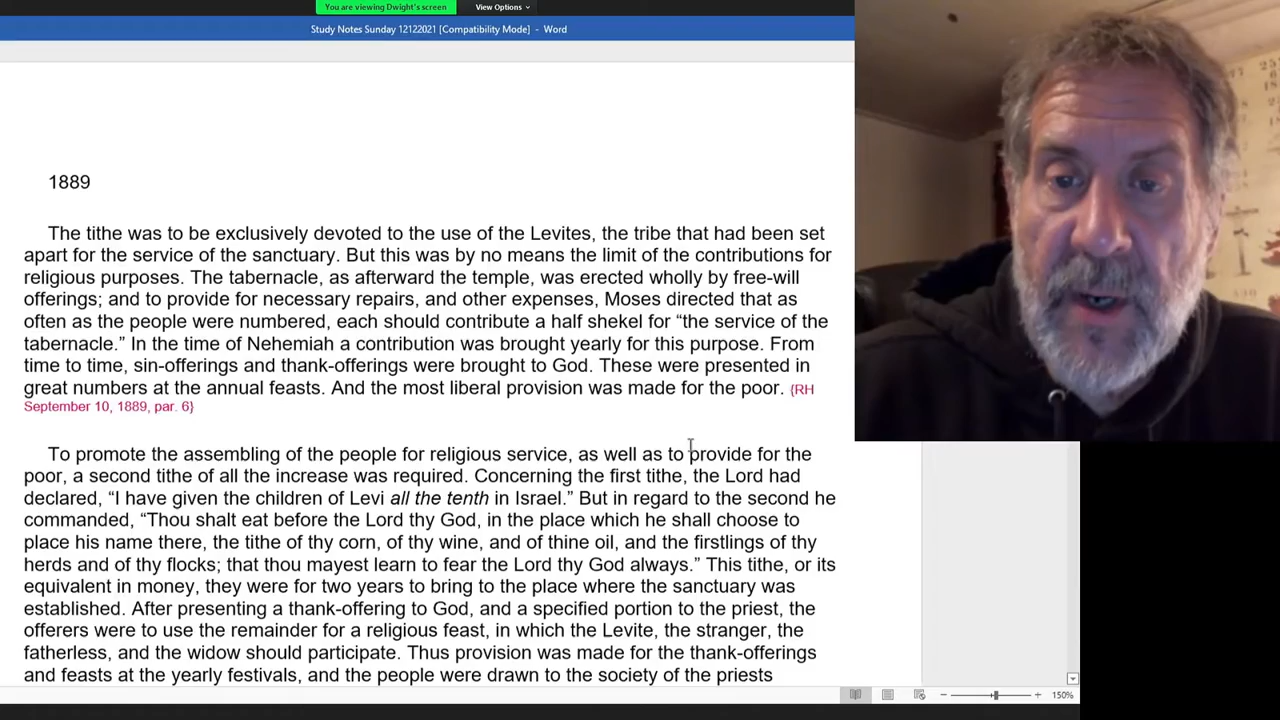 You are viewing Dwight's screen
View Options
Study Notes Sunday 12122021 [Compatibility Mode] - Word
1889
The tithe was to be exclusively devoted to the use of the Levites, the tribe that had been set
apart for the service of the sanctuary. But this was by no means the limit of the contributions for
religious purposes. The tabernacle, as afterward the temple, was erected wholly by free-will
offerings; and to provide for necessary repairs, and other expenses, Moses directed that as
often as the people were numbered, each should contribute a half shekel for “the service of the
tabernacle.” In the time of Nehemiah a contribution was brought yearly for this purpose. From
time to time, sin-offerings and thank-offerings were brought to God. These were presented in
great numbers at the annual feasts. And the most liberal provision was made for the poor. {RH
September 10, 1889, par. 6}
To promote the assembling of the people for religious service, as well as to provide for the
poor, a second tithe of all the increase was required. Concerning the first tithe, the Lord had
declared, “I have given the children of Levi all the tenth in Israel.” But in regard to the second he
commanded, “Thou shalt eat before the Lord thy God, in the place which he shall choose to
place his name there, the tithe of thy corn, of thy wine, and of thine oil, and the firstlings of thy
herds and of thy flocks; that thou mayest learn to fear the Lord thy God always.” This tithe, or its
equivalent in money, they were for two years to bring to the place where the sanctuary was
established. After presenting a thank-offering to God, and a specified portion to the priest, the
offerers were to use the remainder for a religious feast, in which the Levite, the stranger, the
fatherless, and the widow should participate. Thus provision was made for the thank-offerings
and feasts at the yearly festivals, and the people were drawn to the society of the priests
150%